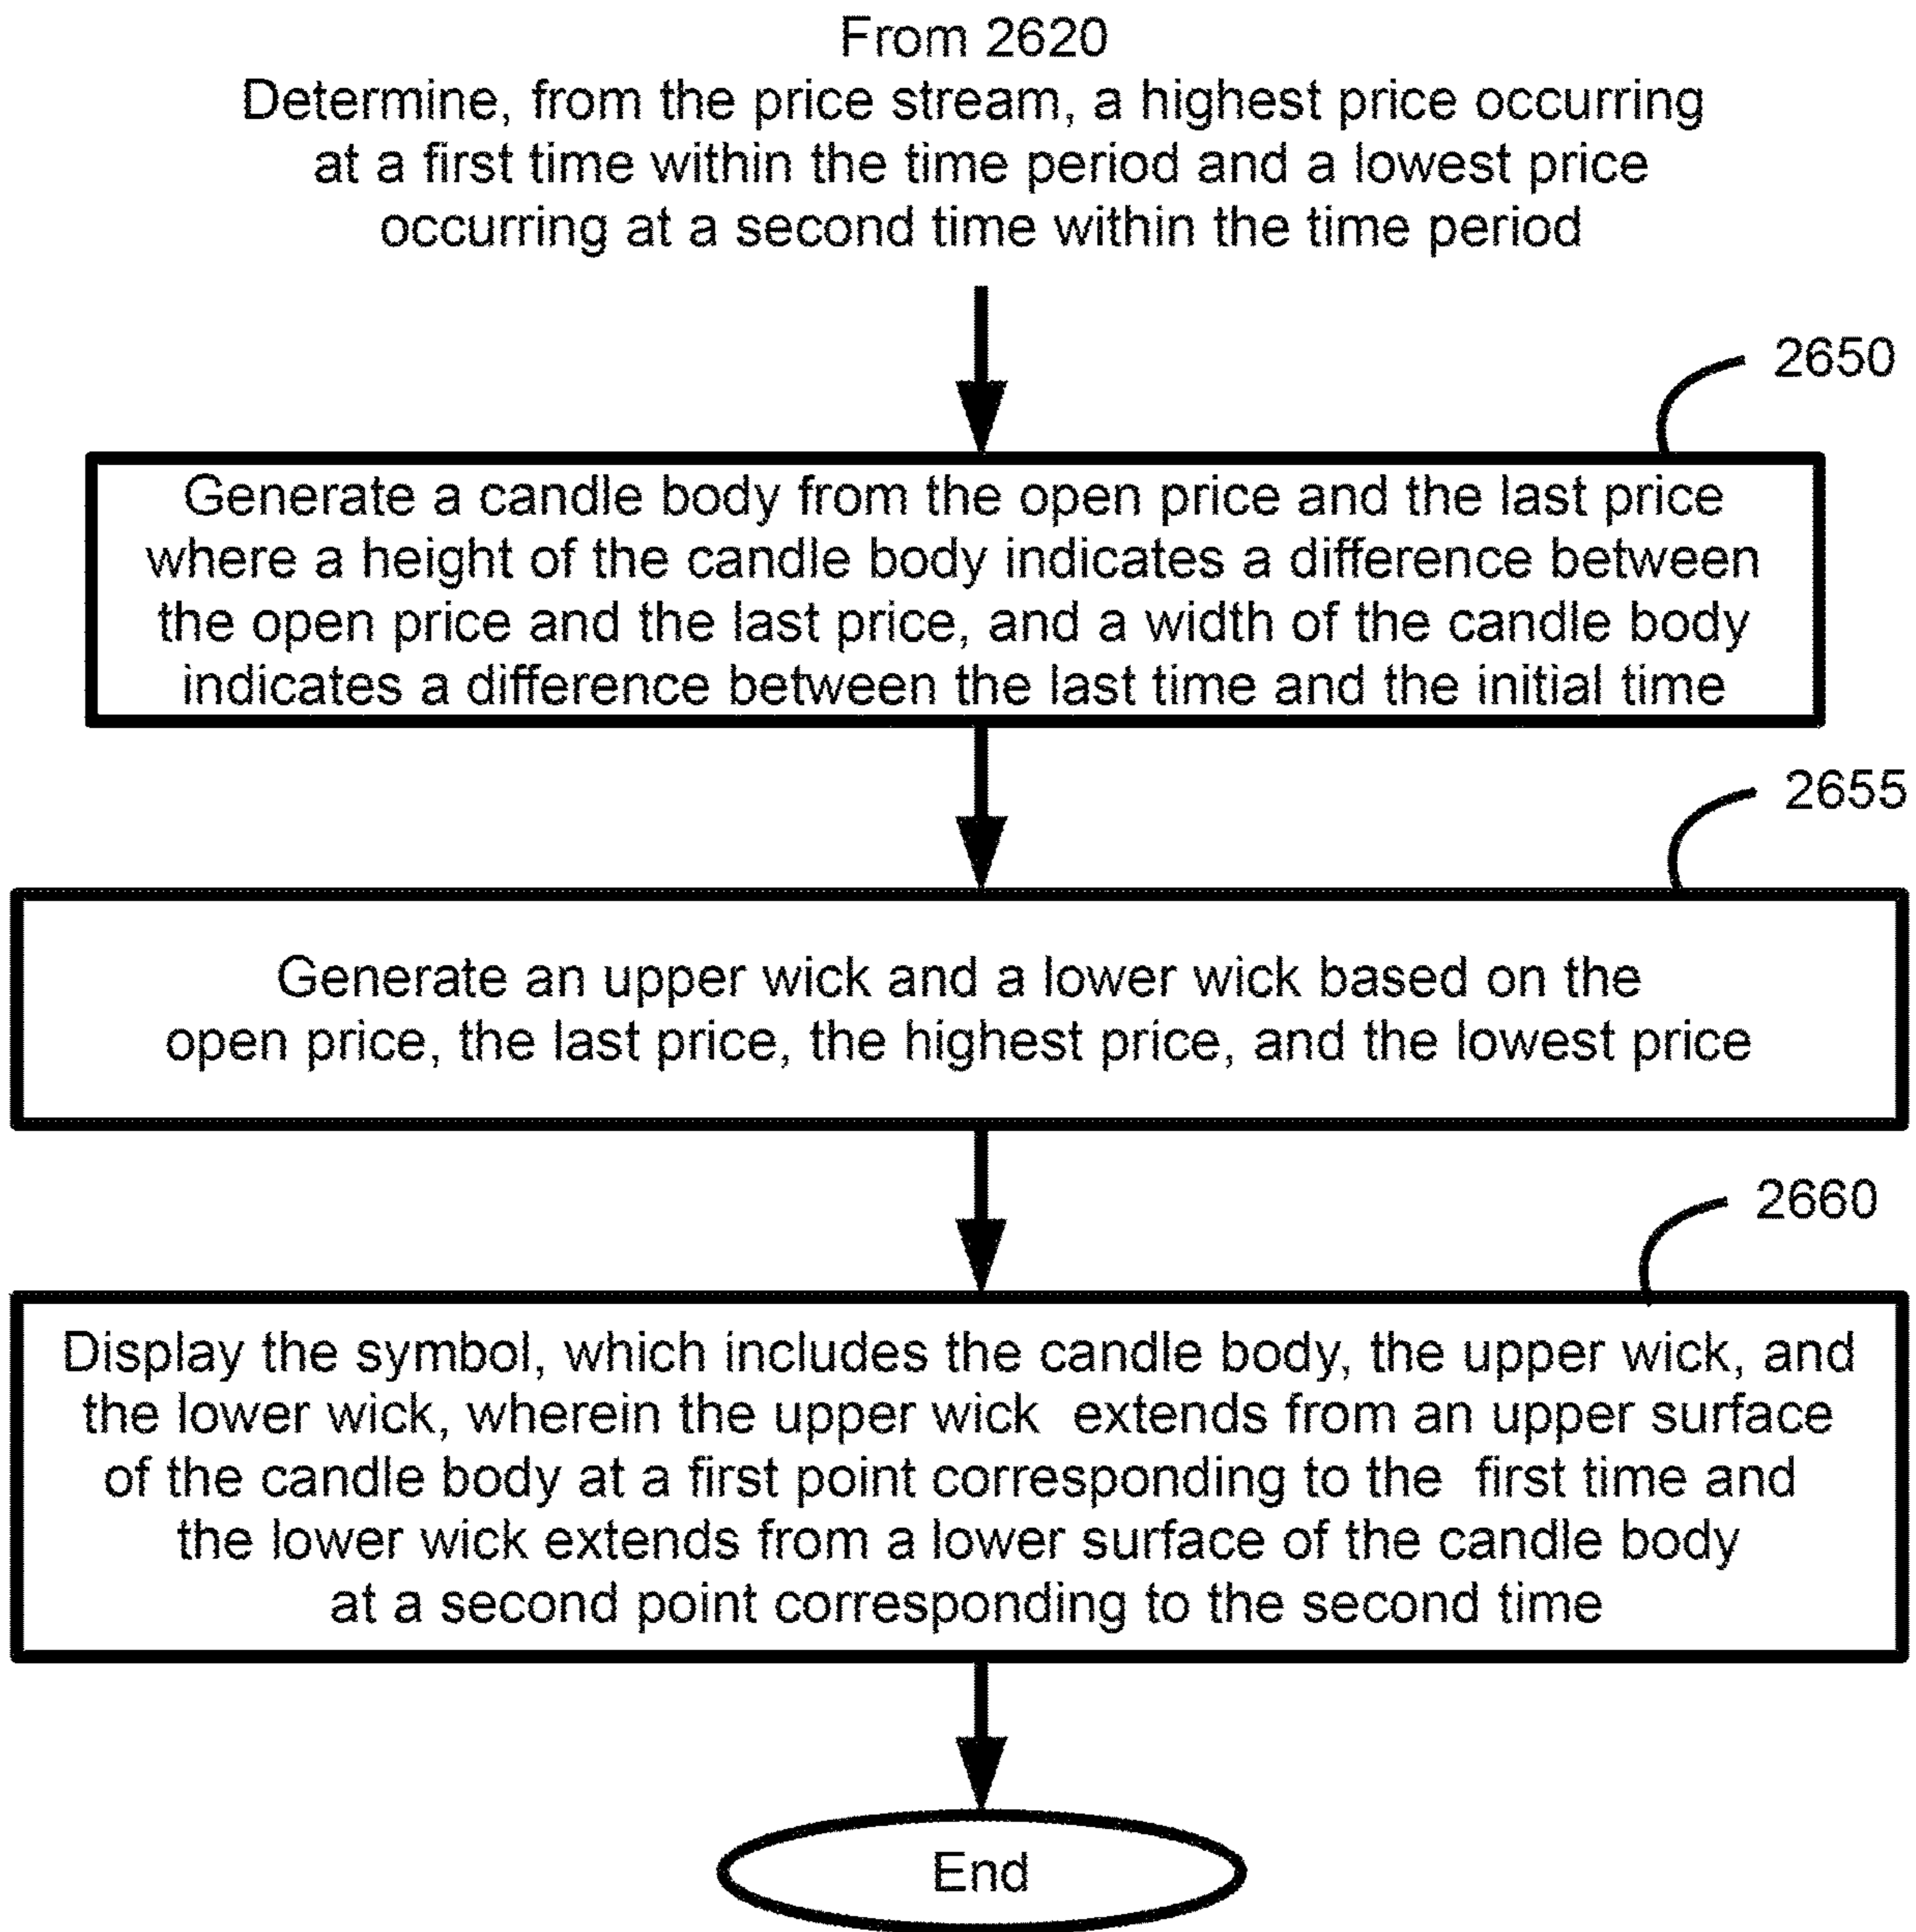 From 2620
Determine, from the price stream, a highest price occurring
at a first time within the time period and a lowest price
occurring at a second time within the time period
2650
Generate a candle body from the open price and the last price
where a height of the candle body indicates a difference between
the open price and the last price, and a width of the candle body
indicates a difference between the last time and the initial time
2655
Generate an upper wick and a lower wick based on the
open price, the last price, the highest price, and the lowest price
2660
Display the symbol, which includes the candle body, the upper wick, and
the lower wick, wherein the upper wick extends from an upper surface
of the candle body at a first point corresponding to the first time and
the lower wick extends from a lower surface of the candle body
at a second point corresponding to the second time
End